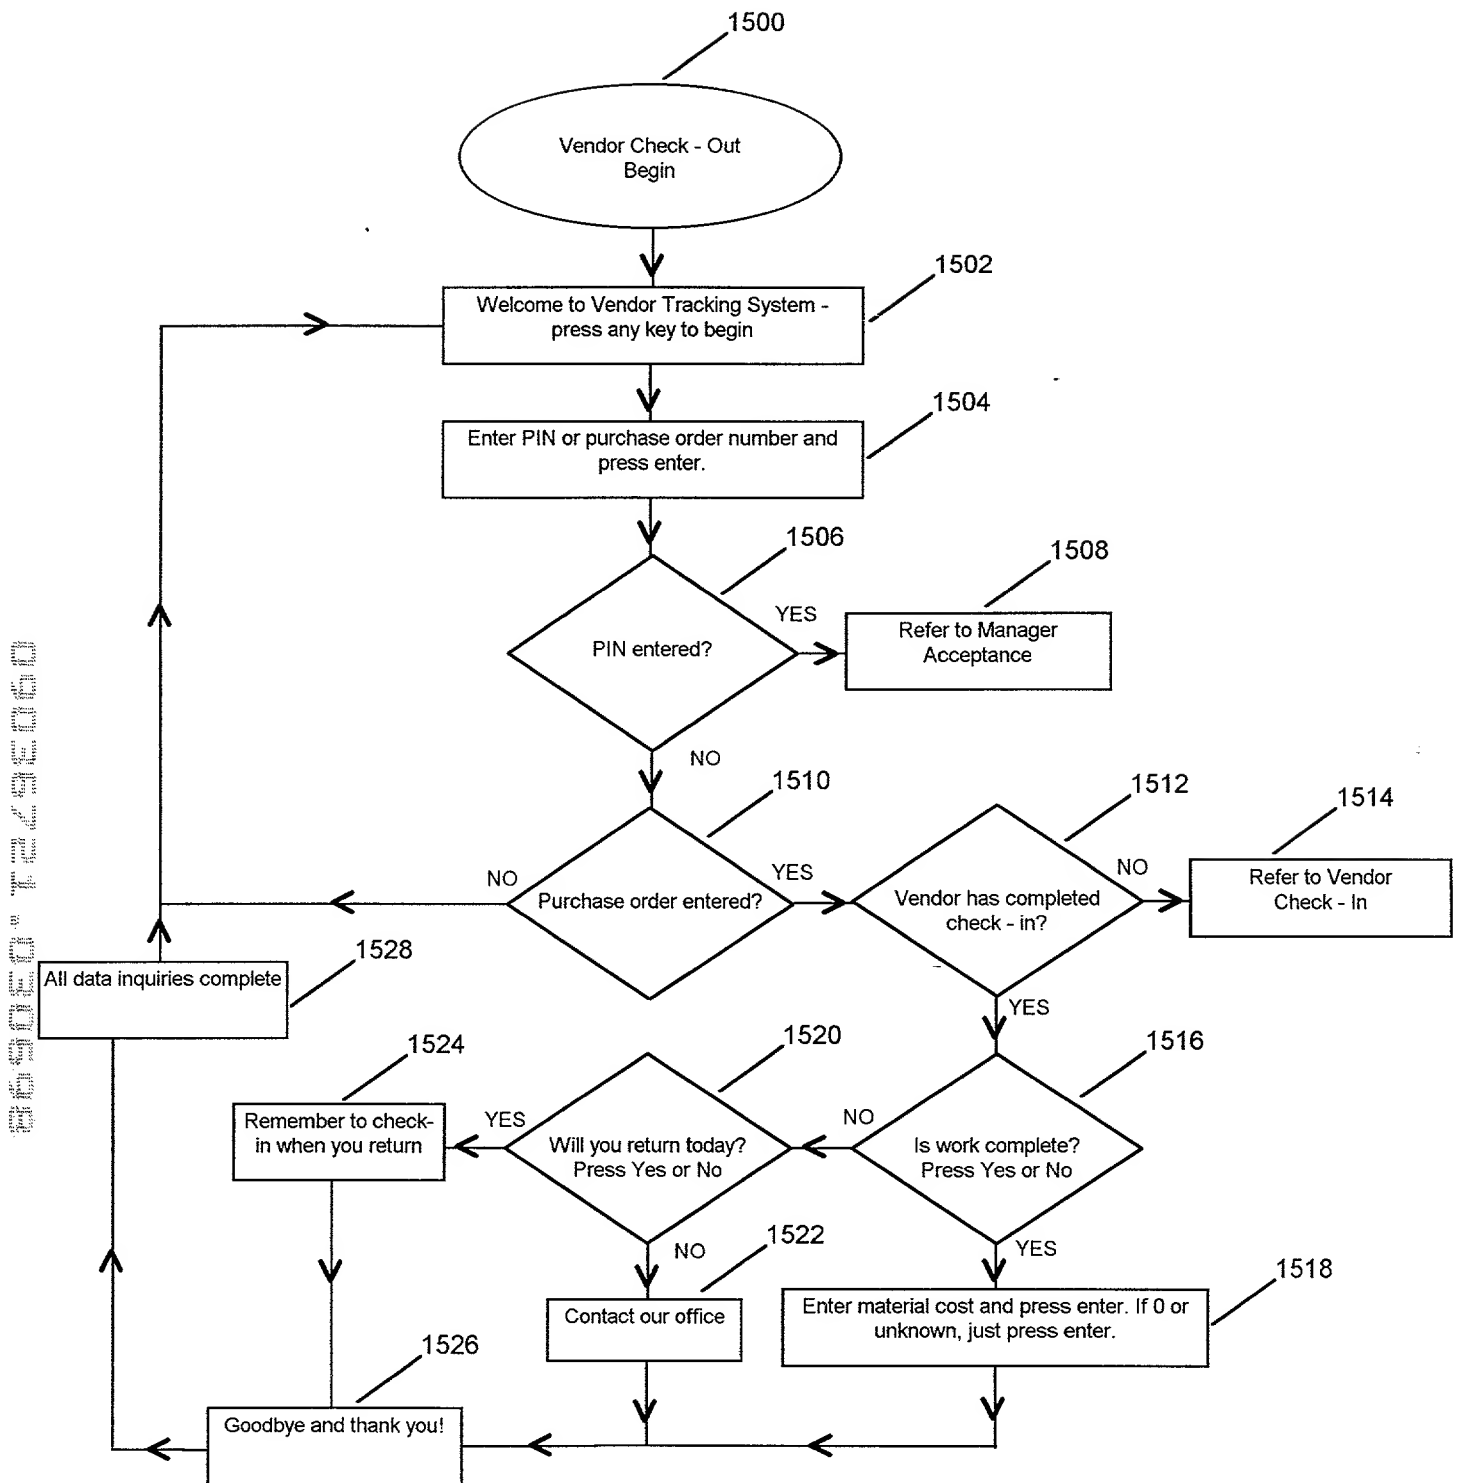 1500
Vendor Check - Out
Begin
1502
Welcome to Vendor Tracking System -
press any key to begin
1504
Enter PIN or purchase order number and
press enter.
1506
1508
YES
PIN entered?
Refer to Manager
Acceptance
NO
1510
1512
1514
NO
Purchase order entered?
YES
Vendor has completed
check - in?
NO
Refer to Vendor
Check - In
1528
All data inquiries complete
YES
1524
1520
1516
Remember to check-
in when you return
YES
Will you return today?
Press Yes or No
NO
Is work complete?
Press Yes or No
NO
1522
YES
1518
Contact our office
Enter material cost and press enter. If 0 or
unknown, just press enter.
1526
Goodbye and thank you!